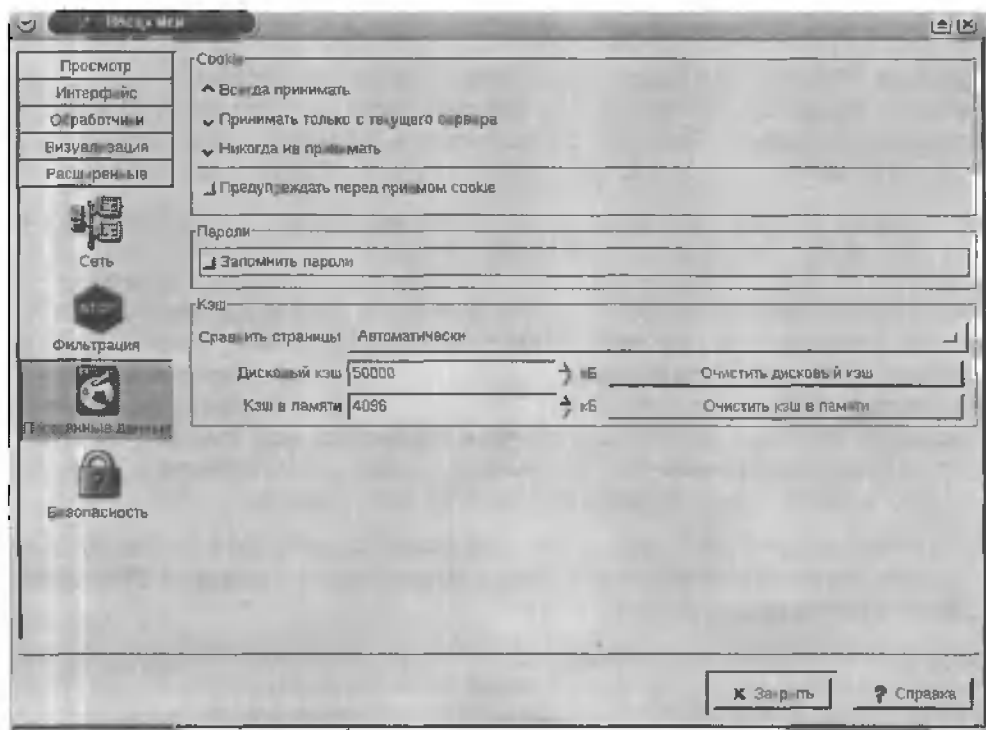 Просмотр
Интерфейс
Обработчики
Визуализация
Расширенные
Сеть
STOP
Фильтрация
Постоянные данные
Безопасность
Cookie
Всегда принимать
Принимать только с текущего сервера
Никогда не принимать
Предупреждать перед приемом cookie
Пароли
Запомнить пароли
Кэш
Сравнить страницы Автоматически
Дисковый кэш 50000 кБ Очистить дисковый кэш
Кэш в памяти 4096 кБ Очистить кэш в памяти
Закрыть ? Справка